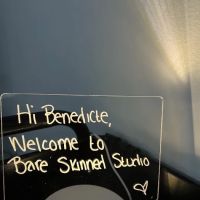 Hi Benedicte,
Welcome to
Bare Skinned Studio